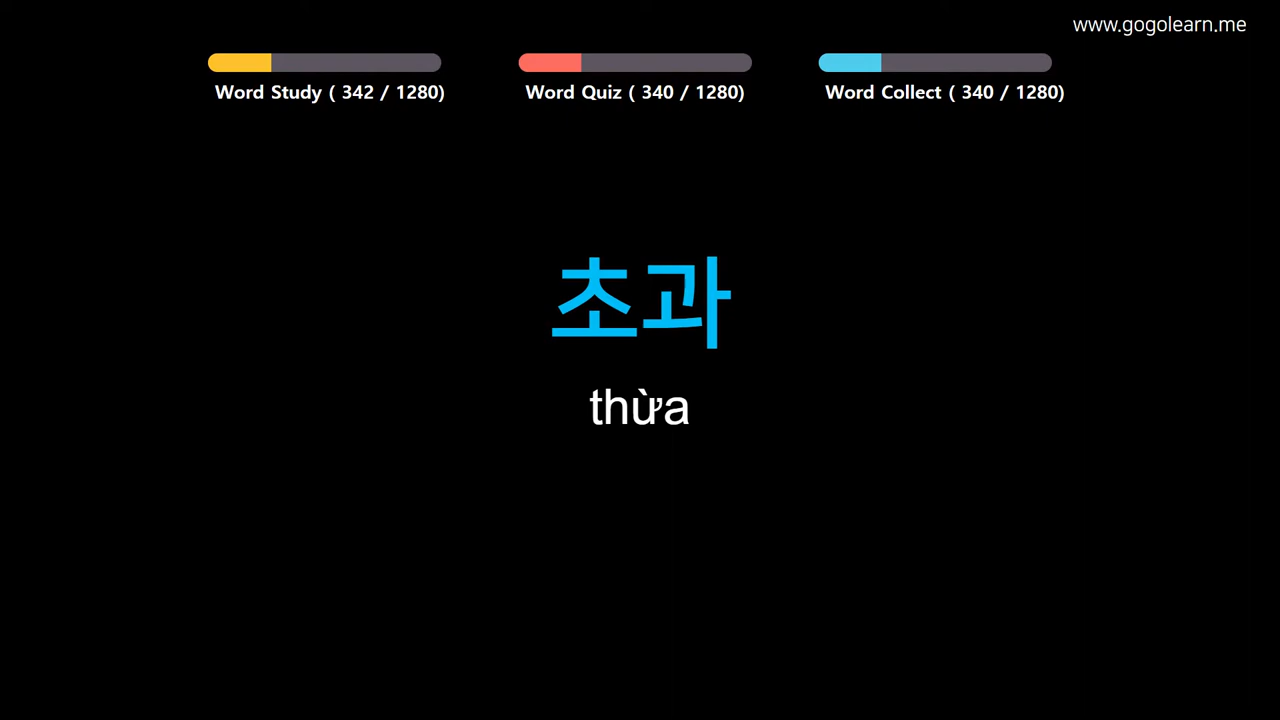 www.gogolearn.me
Word Study ( 342 / 1280)
Word Quiz ( 340 / 1280)
Word Collect ( 340 / 1280)
초과
thừa